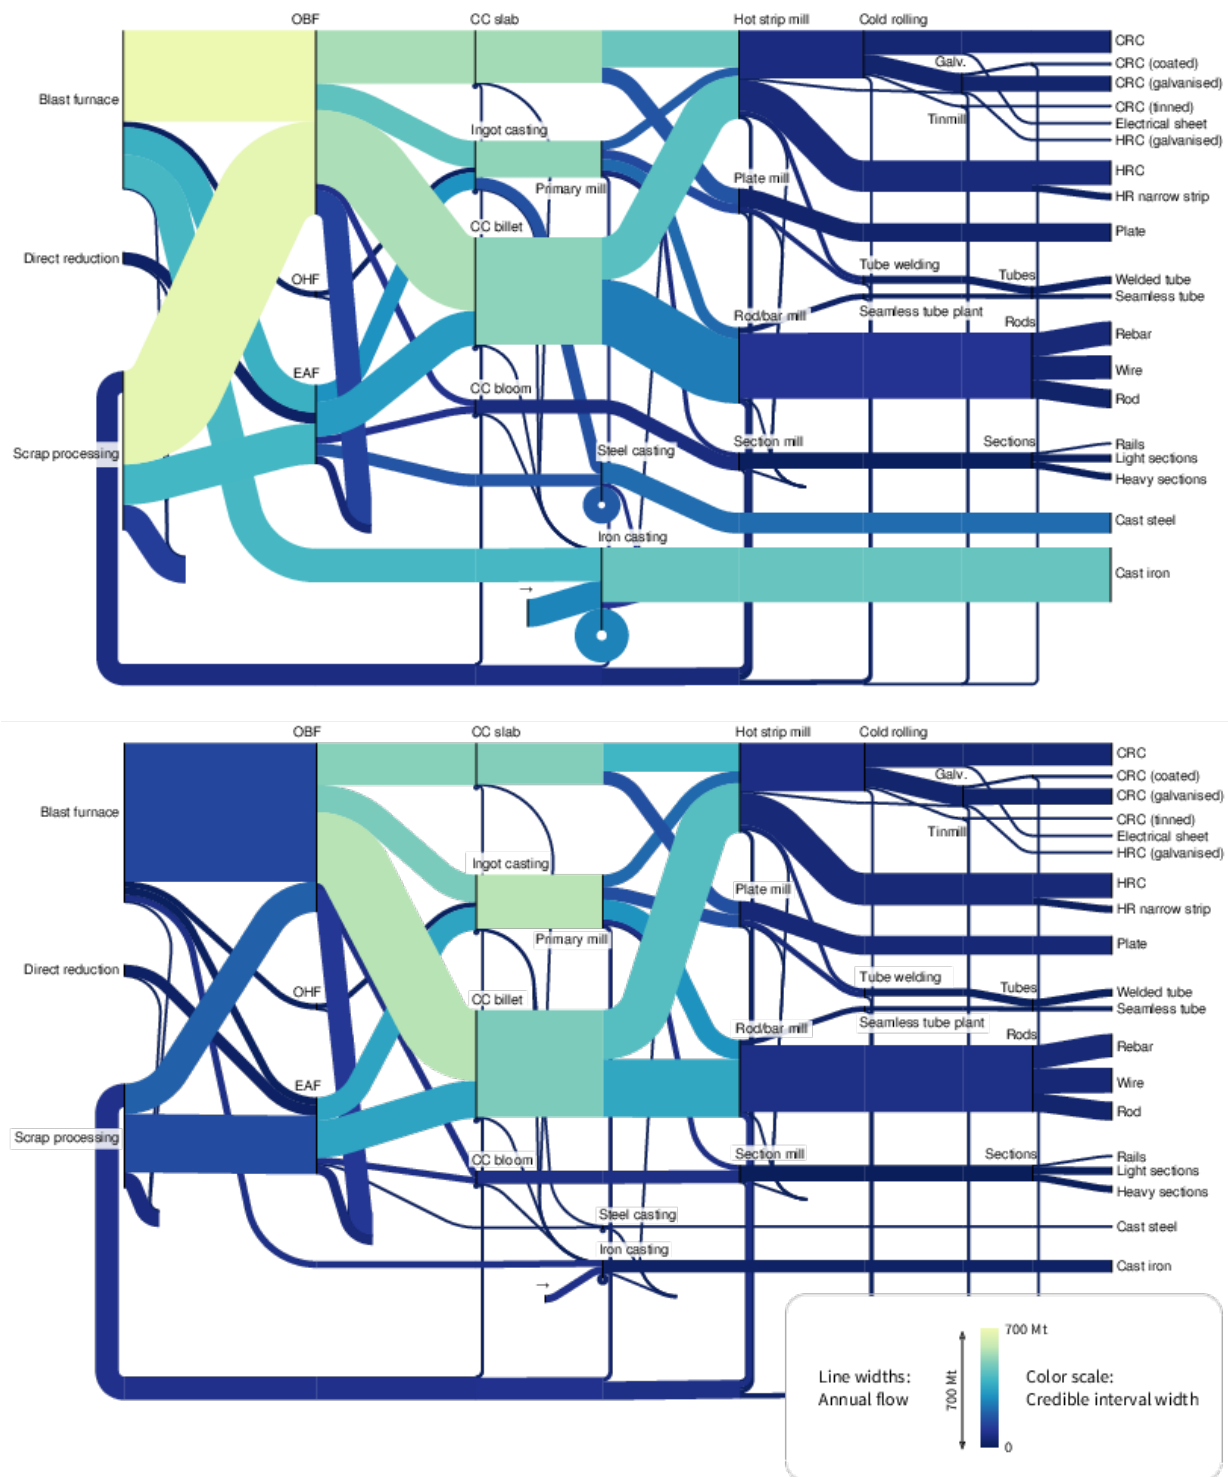 OBF
CC slab
Hot strip mill
Cold rolling
CRC
Galv.
CRC (coated)
CRC (galvanised)
Blast furnace
CRC (tinned)
Tinmill
Electrical sheet
Ingot casting
HRC (galvanised)
HRC
Plate mill
Primary mill
HR narrow strip
CC billet
Plate
Direct reduction
Tube welding
Tubes
OHF
Welded tube
Seamless tube
Rod/bar mill
Seamless tube plant
Rods
Rebar
EAF
Wire
CC bloom
Rod
Section mill
Sections
Rails
Scrap processing
Steel casting
Light sections
Heavy sections
Cast steel
Iron casting
Cast iron
→
OBF
CC slab
Hot strip mill
Cold rolling
CRC
Galv.
CRC (coated)
CRC (galvanised)
Blast furnace
CRC (tinned)
Tinmill
Electrical sheet
HRC (galvanised)
Ingot casting
HRC
Plate mill
HR narrow strip
Primary mill
Plate
Direct reduction
Tube welding
Tubes
OHF
Welded tube
CC billet
Seamless tube
Rod/bar mill
Seamless tube plant
Rods
Rebar
EAF
Wire
Rod
Scrap processing
CC bloom
Section mill
Sections
Rails
Light sections
Heavy sections
Steel casting
Cast steel
Iron casting
Cast iron
→
700 Mt
Line widths:
Annual flow
700 Mt
Color scale:
Credible interval width
0